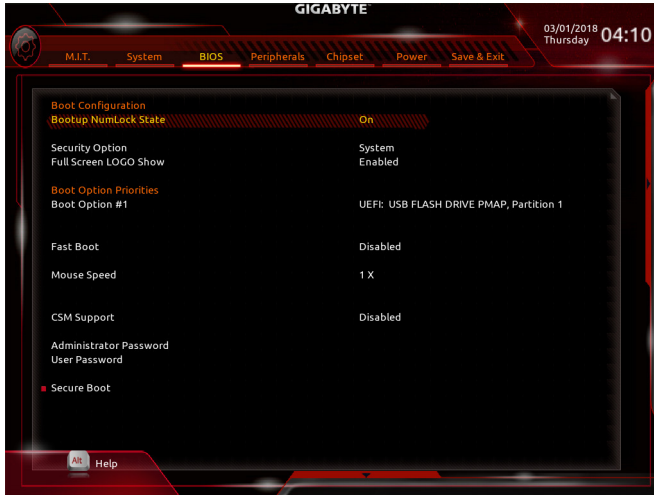 GIGABYTE™
03/01/2018
Thursday
04:10
M.I.T. System BIOS Peripherals Chipset Power Save & Exit
Boot Configuration
Bootup NumLock State On
Security Option System
Full Screen LOGO Show Enabled
Boot Option Priorities
Boot Option #1 UEFI: USB FLASH DRIVE PMAP, Partition 1
Fast Boot Disabled
Mouse Speed 1 X
CSM Support Disabled
Administrator Password
User Password
Secure Boot
Alt Help